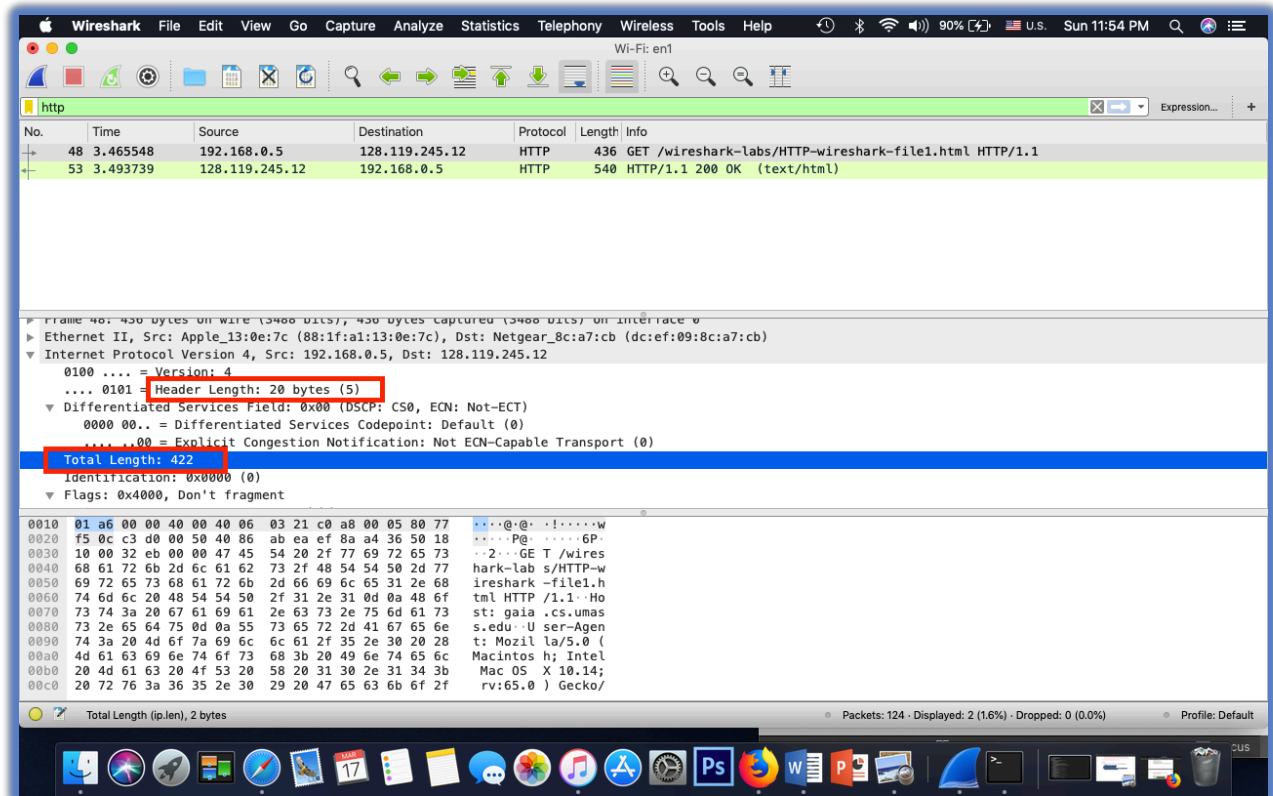 Wireshark File Edit View Go Capture Analyze Statistics Telephony Wireless Tools Help 90% U.S. Sun 11:54 PM
Wi-Fi: en1
http Expression... +
No. Time Source Destination Protocol Length Info
48 3.465548 192.168.0.5 128.119.245.12 HTTP 436 GET /wireshark-labs/HTTP-wireshark-file1.html HTTP/1.1
53 3.493739 128.119.245.12 192.168.0.5 HTTP 540 HTTP/1.1 200 OK (text/html)
Frame 48: 436 bytes on wire (3488 bits), 436 bytes captured (3488 bits) on interface 0
Ethernet II, Src: Apple_13:0e:7c (88:1f:a1:13:0e:7c), Dst: Netgear_8c:a7:cb (dc:ef:09:8c:a7:cb)
Internet Protocol Version 4, Src: 192.168.0.5, Dst: 128.119.245.12
0100 .... = Version: 4
.... 0101 = Header Length: 20 bytes (5)
Differentiated Services Field: 0x00 (DSCP: CS0, ECN: Not-ECT)
0000 00.. = Differentiated Services Codepoint: Default (0)
.... ..00 = Explicit Congestion Notification: Not ECN-Capable Transport (0)
Total Length: 422
Identification: 0x0000 (0)
Flags: 0x4000, Don't fragment
0010 01 a6 00 00 40 00 40 06 03 21 c0 a8 00 05 80 77 ····@·@· ·!·····w
0020 f5 0c c3 d0 00 50 40 86 ab ea ef 8a a4 36 50 18 ·····P@· ·····6P·
0030 10 00 32 eb 00 00 47 45 54 20 2f 77 69 72 65 73 ··2···GE T /wires
0040 68 61 72 6b 2d 6c 61 62 73 2f 48 54 54 50 2d 77 hark-lab s/HTTP-w
0050 69 72 65 73 68 61 72 6b 2d 66 69 6c 65 31 2e 68 ireshark -file1.h
0060 74 6d 6c 20 48 54 54 50 2f 31 2e 31 0d 0a 48 6f tml HTTP /1.1··Ho
0070 73 74 3a 20 67 61 69 61 2e 63 73 2e 75 6d 61 73 st: gaia .cs.umas
0080 73 2e 65 64 75 0d 0a 55 73 65 72 2d 41 67 65 6e s.edu··U ser-Agen
0090 74 3a 20 4d 6f 7a 69 6c 6c 61 2f 35 2e 30 20 28 t: Mozil la/5.0 (
00a0 4d 61 63 69 6e 74 6f 73 68 3b 20 49 6e 74 65 6c Macintos h; Intel
00b0 20 4d 61 63 20 4f 53 20 58 20 31 30 2e 31 34 3b Mac OS X 10.14;
00c0 20 72 76 3a 36 35 2e 30 29 20 47 65 63 6b 6f 2f rv:65.0 ) Gecko/
Total Length (ip.len), 2 bytes Packets: 124 · Displayed: 2 (1.6%) · Dropped: 0 (0.0%) Profile: Default
cus
MAR
17
Ps
W
P